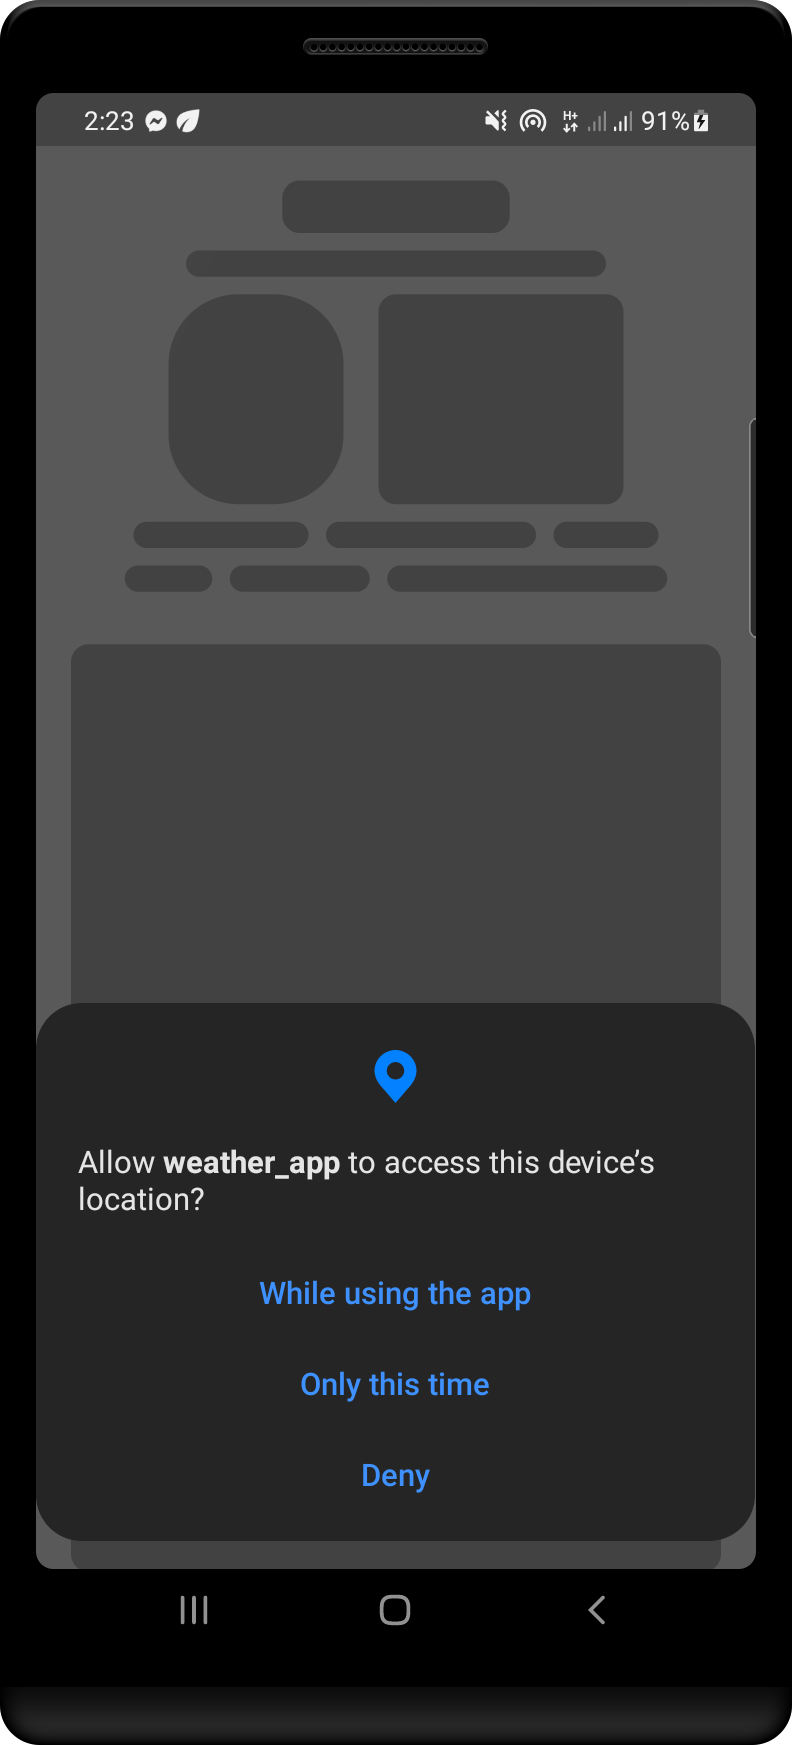 2:23 H+ 91%
Allow weather_app to access this device’s
location?
While using the app
Only this time
Deny